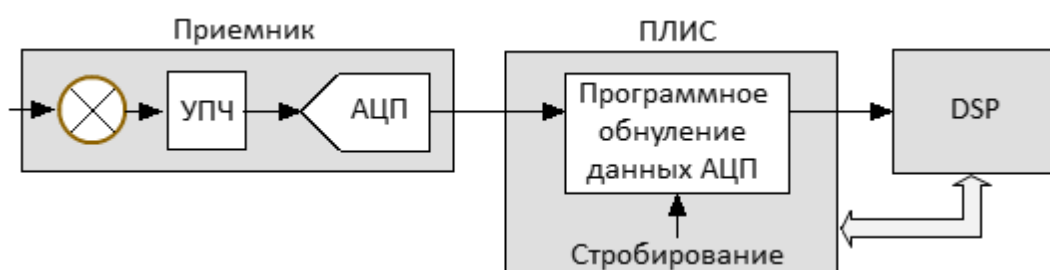 Приемник
УПЧ
АЦП
ПЛИС
Программное
обнуление
данных АЦП
Стробирование
DSP